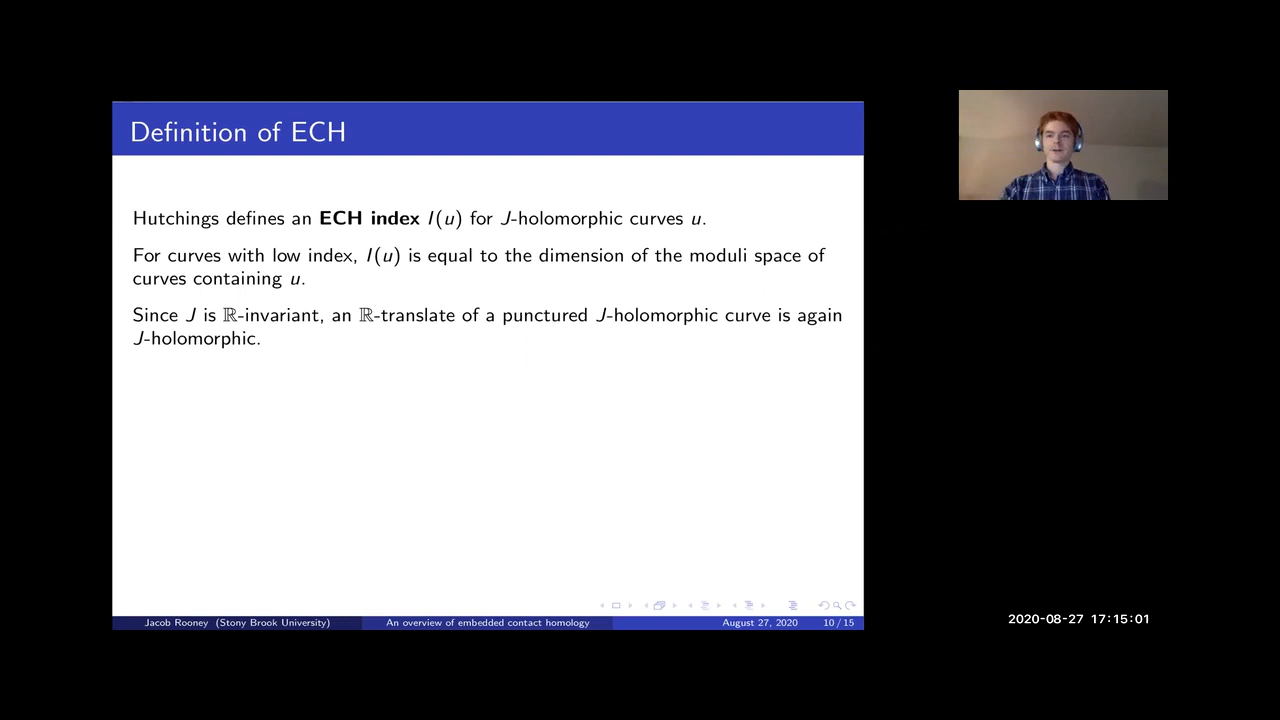 Definition of ECH
Hutchings defines an ECH index I(u) for J-holomorphic curves u.
For curves with low index, I(u) is equal to the dimension of the moduli space of
curves containing u.
Since J is ℝ-invariant, an ℝ-translate of a punctured J-holomorphic curve is again
J-holomorphic.
Jacob Rooney (Stony Brook University) An overview of embedded contact homology August 27, 2020 10 / 15
2020-08-27 17:15:01